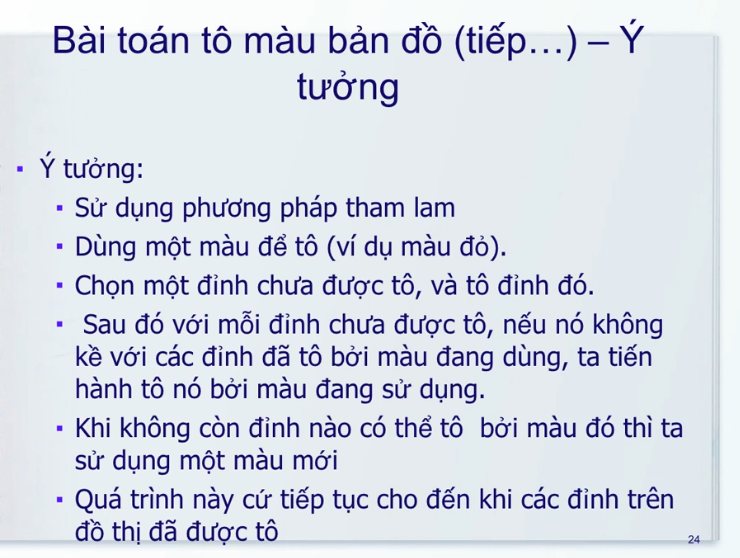 Bài toán tô màu bản đồ (tiếp…) – Ý
tưởng
▪ Ý tưởng:
▪ Sử dụng phương pháp tham lam
▪ Dùng một màu để tô (ví dụ màu đỏ).
▪ Chọn một đỉnh chưa được tô, và tô đỉnh đó.
▪ Sau đó với mỗi đỉnh chưa được tô, nếu nó không
kề với các đỉnh đã tô bởi màu đang dùng, ta tiến
hành tô nó bởi màu đang sử dụng.
▪ Khi không còn đỉnh nào có thể tô bởi màu đó thì ta
sử dụng một màu mới
▪ Quá trình này cứ tiếp tục cho đến khi các đỉnh trên
đồ thị đã được tô
24